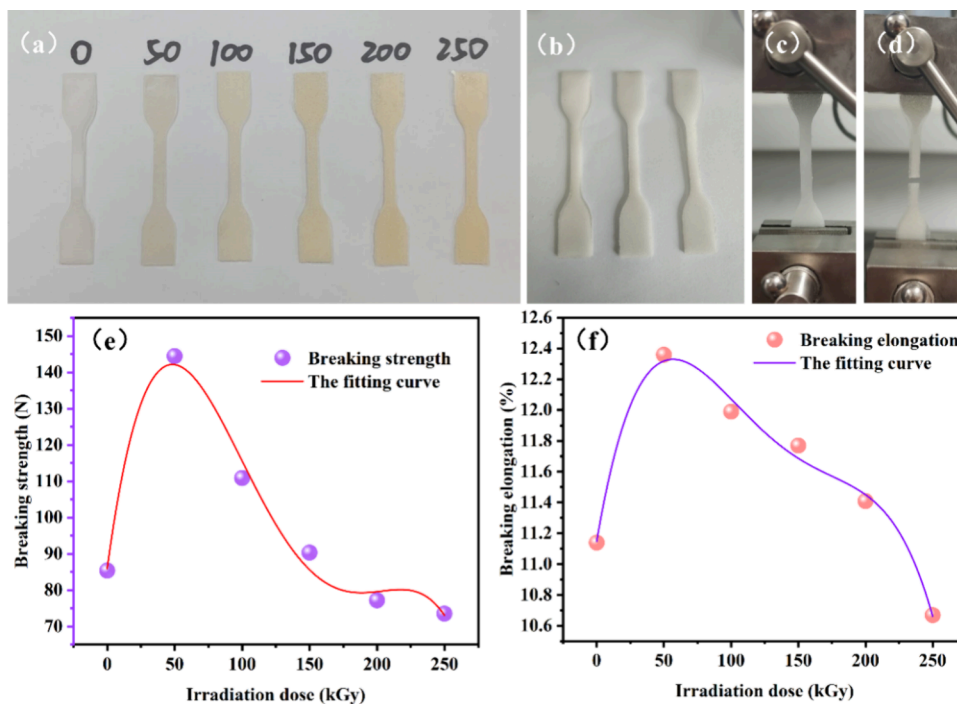 (a)
0 50 100 150 200 250
(b)
(c)
(d)
(e)
Breaking strength
The fitting curve
Breaking strength (N)
150
140
130
120
110
100
90
80
70
0 50 100 150 200 250
Irradiation dose (kGy)
(f)
Breaking elongation
The fitting curve
Breaking elongation (%)
12.6
12.4
12.2
12.0
11.8
11.6
11.4
11.2
11.0
10.8
10.6
0 50 100 150 200 250
Irradiation dose (kGy)